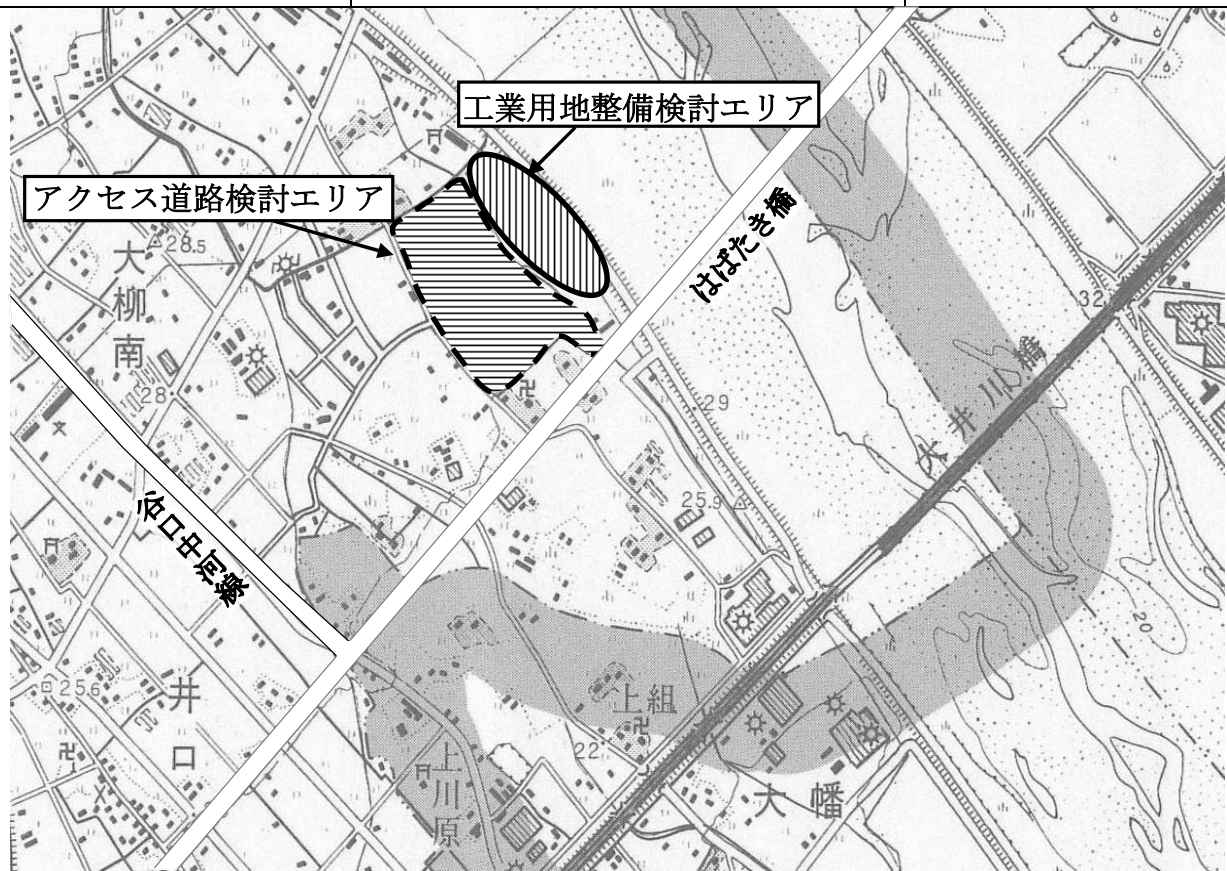 工業用地整備検討エリア
アクセス道路検討エリア
はばたき橋
大柳南
28.5
28
谷口中河線
29
25.9
32
大井川橋
20
25.6
井口
上組
22
上川原
大幡